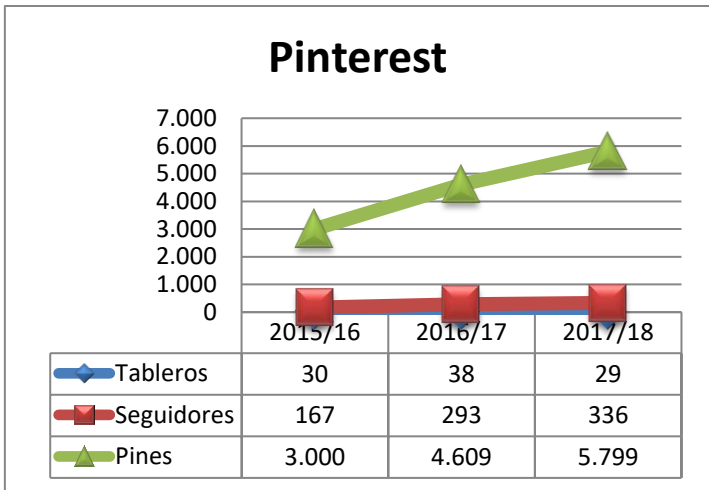 Pinterest
7.000
6.000
5.000
4.000
3.000
2.000
1.000
0
2015/16 2016/17 2017/18
Tableros 30 38 29
Seguidores 167 293 336
Pines 3.000 4.609 5.799